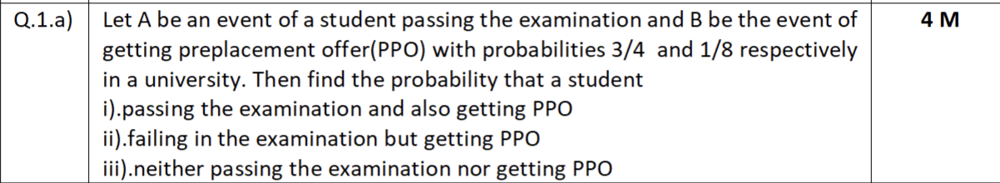 Q.1.a) Let A be an event of a student passing the examination and B be the event of 4 M
getting preplacement offer(PPO) with probabilities 3/4 and 1/8 respectively
in a university. Then find the probability that a student
i).passing the examination and also getting PPO
ii).failing in the examination but getting PPO
iii).neither passing the examination nor getting PPO